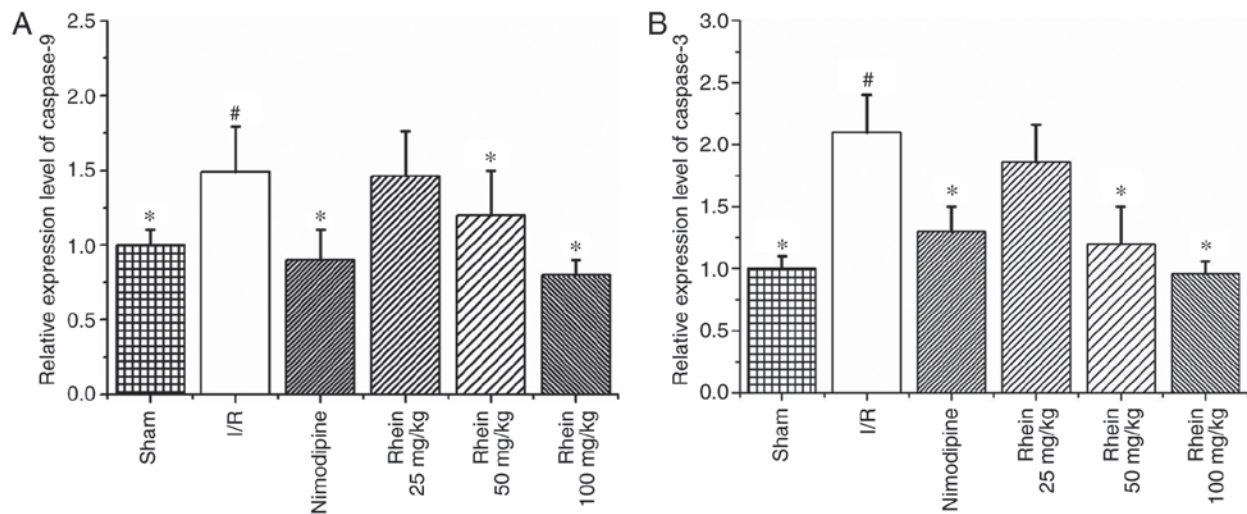 A
Relative expression level of caspase-9
2.5
2.0
1.5
1.0
0.5
0.0
*
#
*
*
*
Sham
I/R
Nimodipine
Rhein
25 mg/kg
Rhein
50 mg/kg
Rhein
100 mg/kg
B
Relative expression level of caspase-3
3.0
2.5
2.0
1.5
1.0
0.5
0.0
*
#
*
*
*
Sham
I/R
Nimodipine
Rhein
25 mg/kg
Rhein
50 mg/kg
Rhein
100 mg/kg